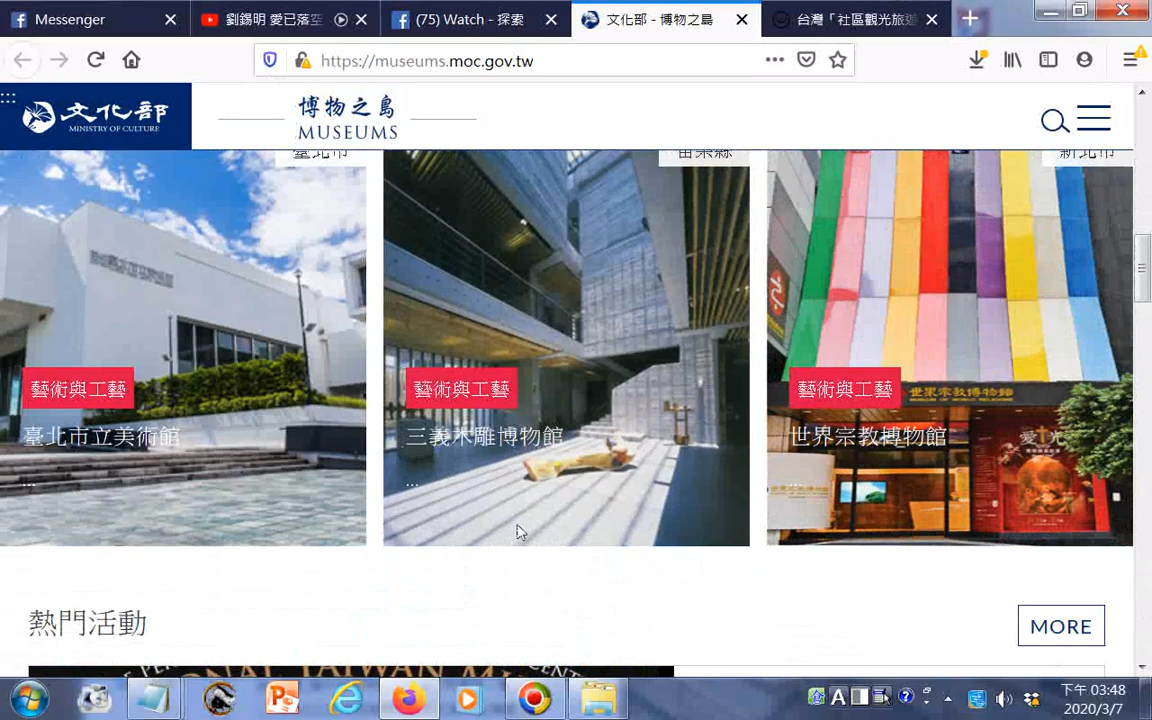 Messenger
劉錫明 愛已落空
(75) Watch - 探索
文化部 - 博物之島
台灣「社區觀光旅遊
https://museums.moc.gov.tw
文化部
MINISTRY OF CULTURE
博物之島
MUSEUMS
臺北市
苗栗縣
新北市
世界宗教博物館
藝術與工藝
藝術與工藝
藝術與工藝
臺北市立美術館
三義木雕博物館
世界宗教博物館
...
...
...
熱門活動
MORE
下午 03:48
2020/3/7